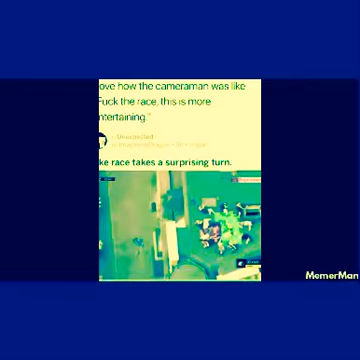 ove how the cameraman was like
Fuck the race, this is more
ntertaining."
Unexpected
ke race takes a surprising turn.
MemerMan